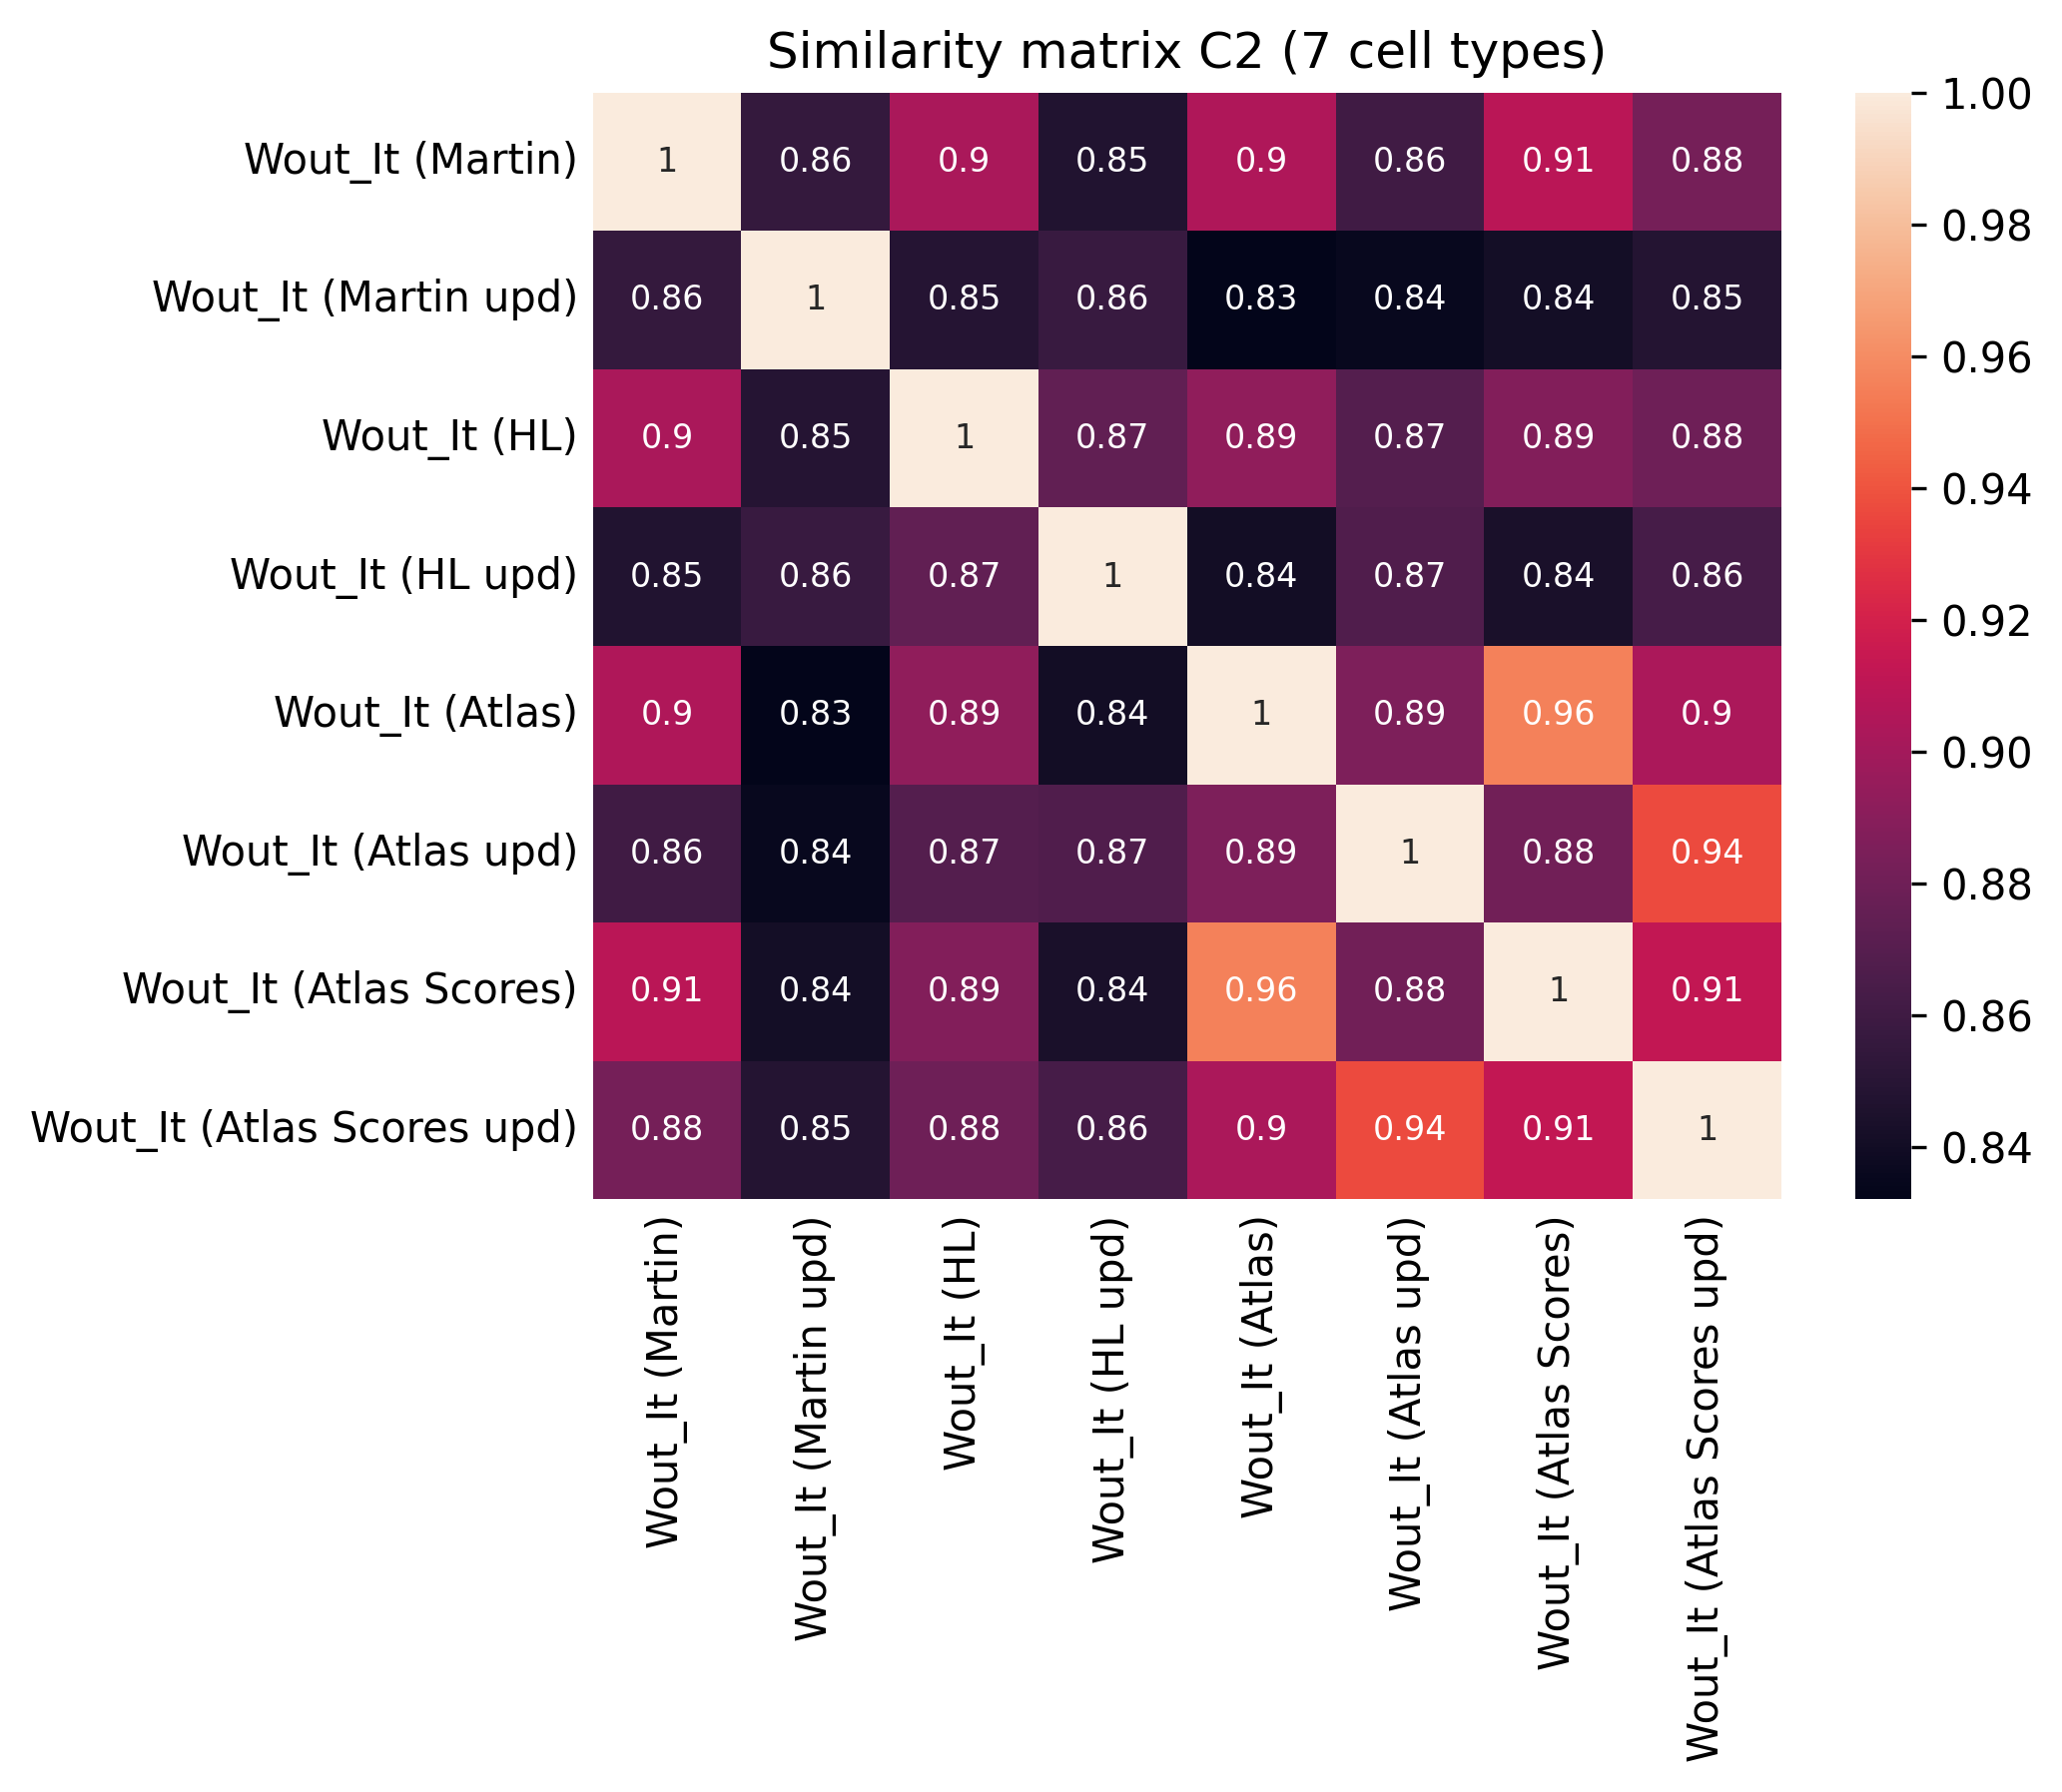 Similarity matrix C2 (7 cell types)
Wout_It (Martin) 1 0.86 0.9 0.85 0.9 0.86 0.91 0.88
Wout_It (Martin upd) 0.86 1 0.85 0.86 0.83 0.84 0.84 0.85
Wout_It (HL) 0.9 0.85 1 0.87 0.89 0.87 0.89 0.88
Wout_It (HL upd) 0.85 0.86 0.87 1 0.84 0.87 0.84 0.86
Wout_It (Atlas) 0.9 0.83 0.89 0.84 1 0.89 0.96 0.9
Wout_It (Atlas upd) 0.86 0.84 0.87 0.87 0.89 1 0.88 0.94
Wout_It (Atlas Scores) 0.91 0.84 0.89 0.84 0.96 0.88 1 0.91
Wout_It (Atlas Scores upd) 0.88 0.85 0.88 0.86 0.9 0.94 0.91 1
Wout_It (Martin)
Wout_It (Martin upd)
Wout_It (HL)
Wout_It (HL upd)
Wout_It (Atlas)
Wout_It (Atlas upd)
Wout_It (Atlas Scores)
Wout_It (Atlas Scores upd)
1.00
0.98
0.96
0.94
0.92
0.90
0.88
0.86
0.84